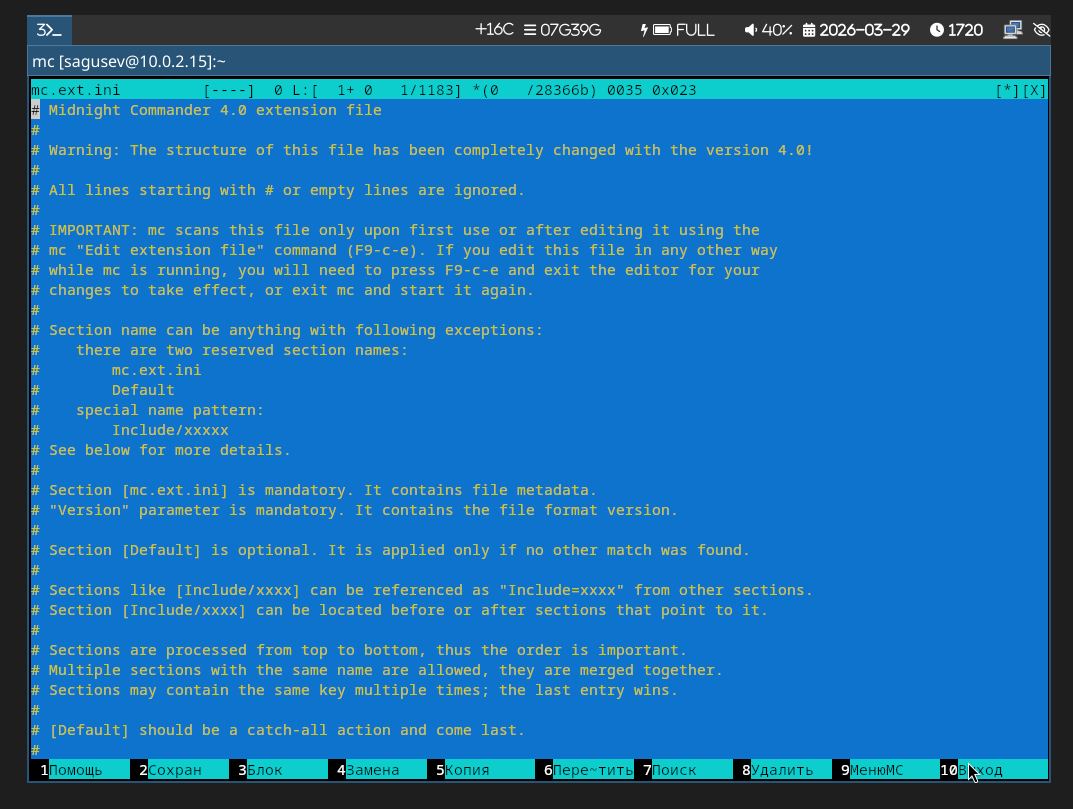 3>_ +16C 07G39G FULL 40% 2026-03-29 1720
mc [sagusev@10.0.2.15]:~
mc.ext.ini [----] 0 L:[ 1+ 0 1/1183] *(0 /28366b) 0035 0x023 [*][X]
# Midnight Commander 4.0 extension file
#
# Warning: The structure of this file has been completely changed with the version 4.0!
#
# All lines starting with # or empty lines are ignored.
#
# IMPORTANT: mc scans this file only upon first use or after editing it using the
# mc "Edit extension file" command (F9-c-e). If you edit this file in any other way
# while mc is running, you will need to press F9-c-e and exit the editor for your
# changes to take effect, or exit mc and start it again.
#
# Section name can be anything with following exceptions:
#    there are two reserved section names:
#        mc.ext.ini
#        Default
#    special name pattern:
#        Include/xxxxx
# See below for more details.
#
# Section [mc.ext.ini] is mandatory. It contains file metadata.
# "Version" parameter is mandatory. It contains the file format version.
#
# Section [Default] is optional. It is applied only if no other match was found.
#
# Sections like [Include/xxxx] can be referenced as "Include=xxxx" from other sections.
# Section [Include/xxxx] can be located before or after sections that point to it.
#
# Sections are processed from top to bottom, thus the order is important.
# Multiple sections with the same name are allowed, they are merged together.
# Sections may contain the same key multiple times; the last entry wins.
#
# [Default] should be a catch-all action and come last.
#
1Помощь 2Сохран 3Блок 4Замена 5Копия 6Пере~тить 7Поиск 8Удалить 9МенюMC 10Выход